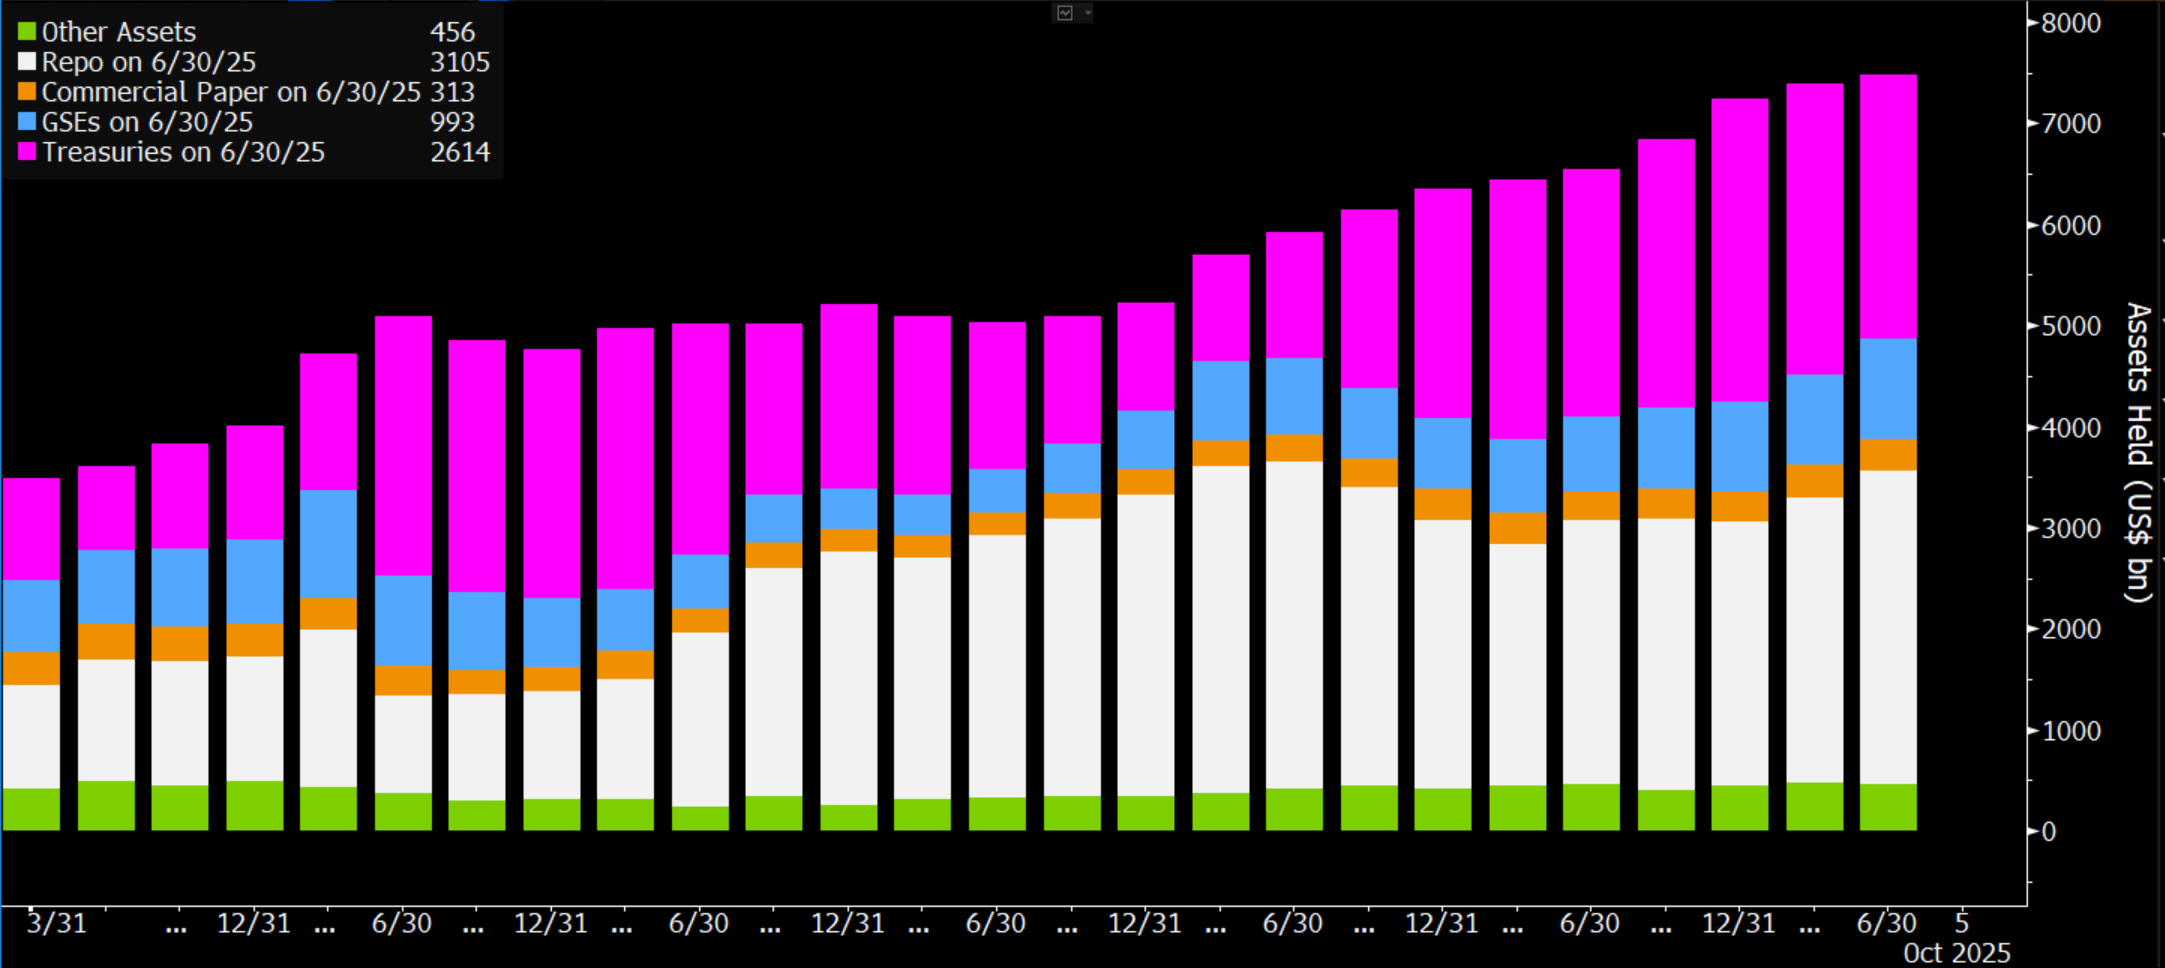 Other Assets 456
Repo on 6/30/25 3105
Commercial Paper on 6/30/25 313
GSEs on 6/30/25 993
Treasuries on 6/30/25 2614
8000
7000
6000
5000
4000
3000
2000
1000
0
Assets Held (US$ bn)
3/31 ... 12/31 ... 6/30 ... 12/31 ... 6/30 ... 12/31 ... 6/30 ... 12/31 ... 6/30 ... 12/31 ... 6/30 ... 12/31 ... 6/30 5
Oct 2025